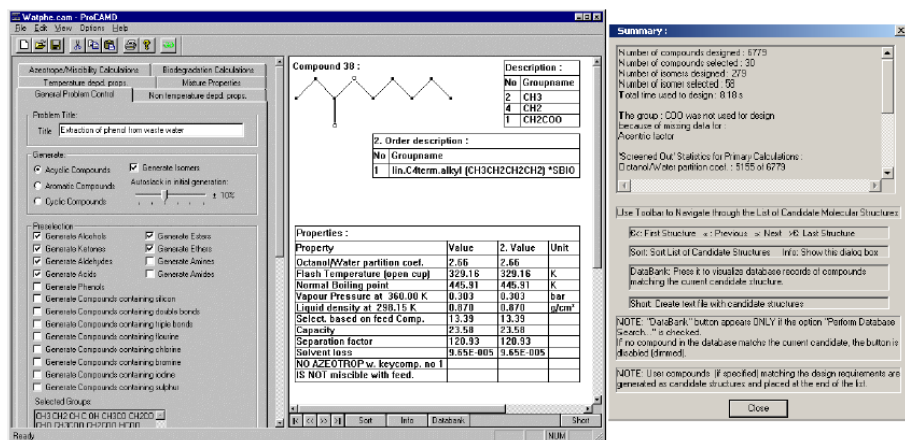 Watphe.cam - ProCAMD
File Edit View Options Help
Azeotrope/Miscibility Calculations
Biodegradation Calculations
Temperature depd. props.
Mixture Properties
General Problem Control
Non temperature depd. props.
Problem Title:
Title Extraction of phenol from waste water
Generate:
Acyclic Compounds
Generate Isomers
Aromatic Compounds
Autoslack in initial generation:
Cyclic Compounds
± 10%
Preselection
Generate Alcohols
Generate Esters
Generate Ketones
Generate Ethers
Generate Aldehydes
Generate Amines
Generate Acids
Generate Amides
Generate Phenols
Generate Compounds containing silicon
Generate Compounds containing double bonds
Generate Compounds containing triple bonds
Generate Compounds containing flourine
Generate Compounds containing chlorine
Generate Compounds containing bromine
Generate Compounds containing iodine
Generate Compounds containing sulphur
Selected Groups:
CH3 CH2 CH C OH CH3CO CH2CO
Ready
Compound 38 :
Description :
No Groupname
2 CH3
4 CH2
1 CH2COO
2. Order description :
No Groupname
1 lin.C4term.alkyl (CH3CH2CH2CH2) *SBIO
Properties :
Property Value 2. Value Unit
Octanol/Water partition coef. 2.66 2.66
Flash Temperature (open cup) 329.16 329.16 K
Normal Boiling point 445.91 445.91 K
Vapour Pressure at 360.00 K 0.303 0.303 bar
Liquid density at 298.15 K 0.870 0.870 g/cm³
Select. based on feed Comp. 13.39 13.39
Capacity 23.58 23.58
Separation factor 120.93 120.93
Solvent loss 9.65E-005 9.65E-005
NO AZEOTROP w. keycomp. no 1
IS NOT miscible with feed.
|< << >> >| Sort Info Databank Short
NUM
Summary :
Number of compounds designed : 6779
Number of compounds selected : 30
Number of isomers designed : 279
Number of isomer selected : 58
Total time used to design : 8.18 s
The group : COO was not used for design
because of missing data for :
Acentric factor
'Screened Out' Statistics for Primary Calculations :
Octanol/Water partition coef. : 5155 of 6779
Use Toolbar to Navigate through the List of Candidate Molecular Structures
First Structure Previous Next Last Structure
Sort: Sort List of Candidate Structures Info: Show this dialog box
DataBank: Press it to visualize database records of compounds
matching the current candidate structure.
Short: Create text file with candidate structures
NOTE: "DataBank" button appears ONLY if the option "Perform Database
Search..." is checked.
If no compound in the database matchs the current candidate, the button is
disabled (dimmed).
NOTE: User compounds (if specified) matching the design requirements are
generated as candidate structures and placed at the end of the list.
Close